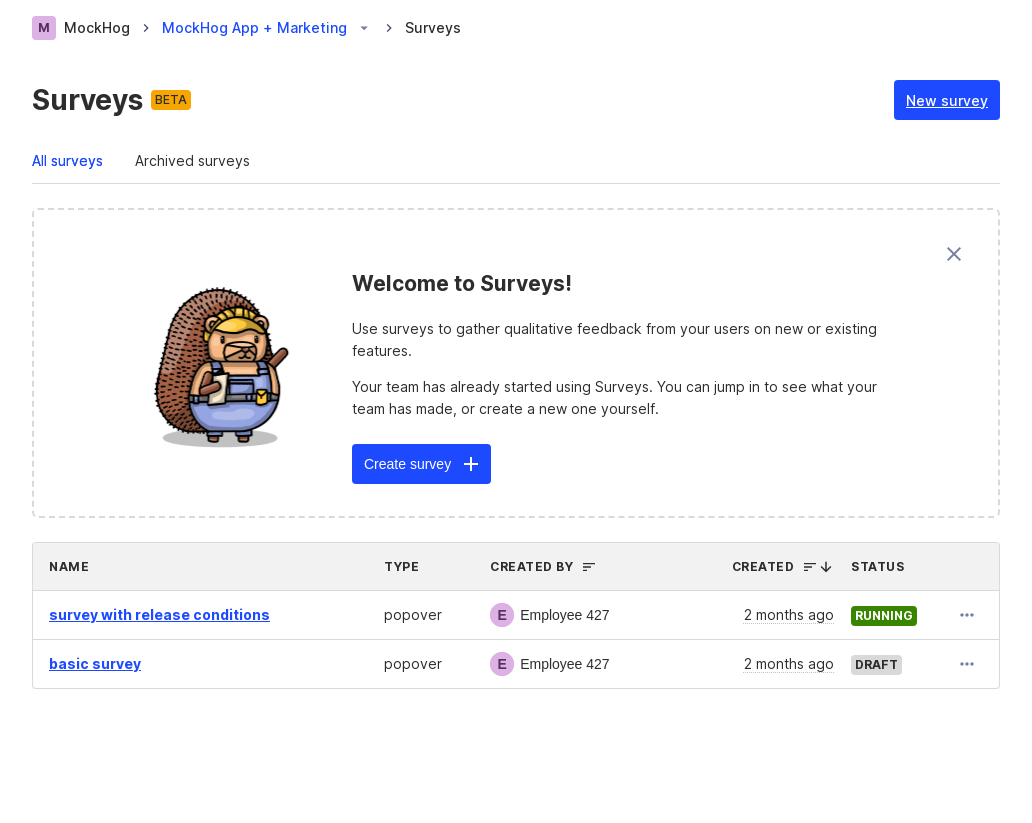 M MockHog MockHog App + Marketing Surveys
Surveys BETA
New survey
All surveys Archived surveys
Welcome to Surveys!
Use surveys to gather qualitative feedback from your users on new or existing
features.
Your team has already started using Surveys. You can jump in to see what your
team has made, or create a new one yourself.
Create survey
NAME TYPE CREATED BY CREATED STATUS
survey with release conditions popover E Employee 427 2 months ago RUNNING
basic survey popover E Employee 427 2 months ago DRAFT